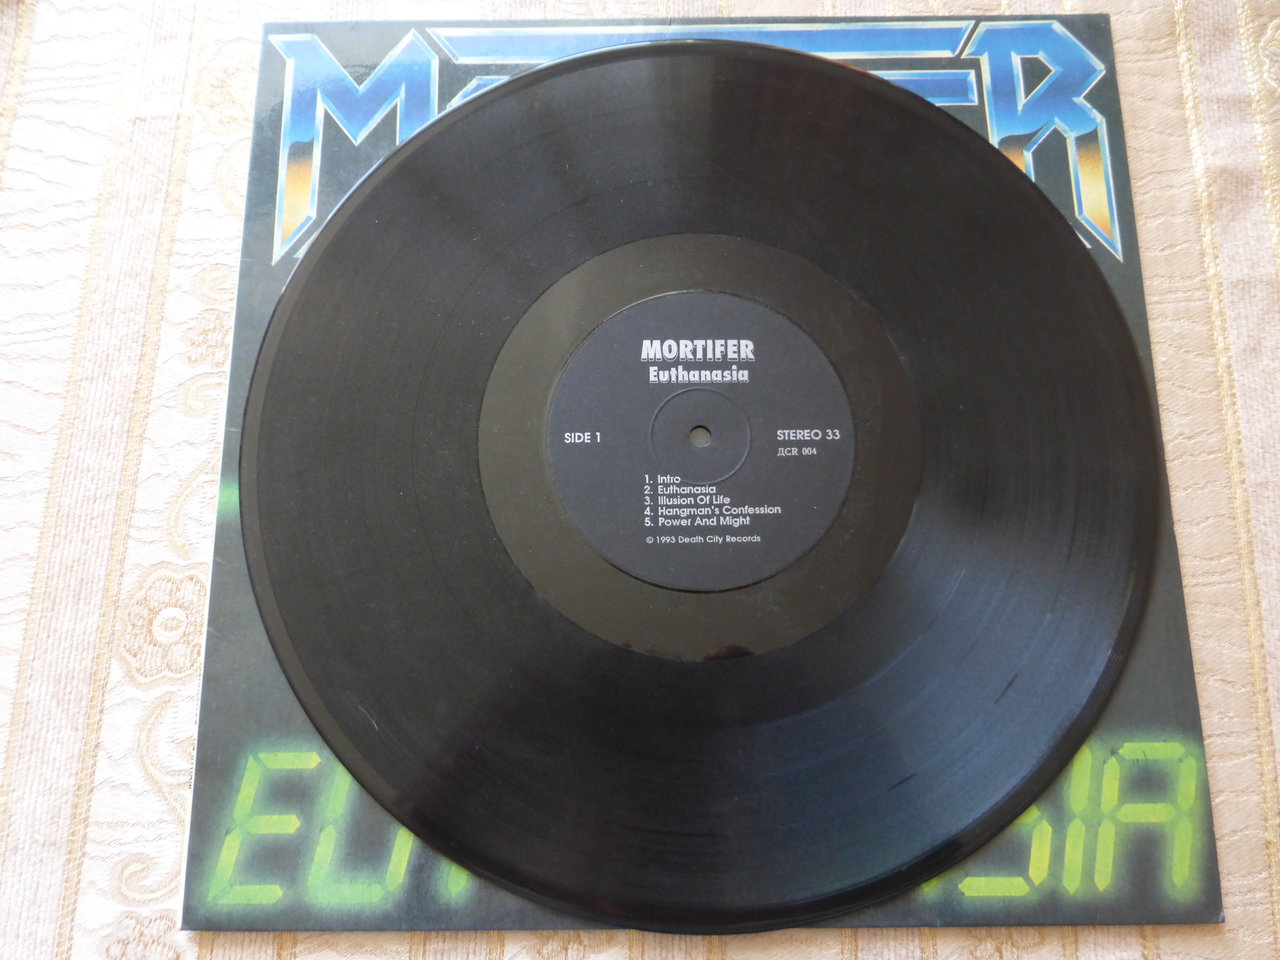 MORTIFER
Euthanasia
SIDE 1
STEREO 33
ДCR 004
1. Intro
2. Euthanasia
3. Illusion Of Life
4. Hangman's Confession
5. Power And Might
© 1993 Death City Records